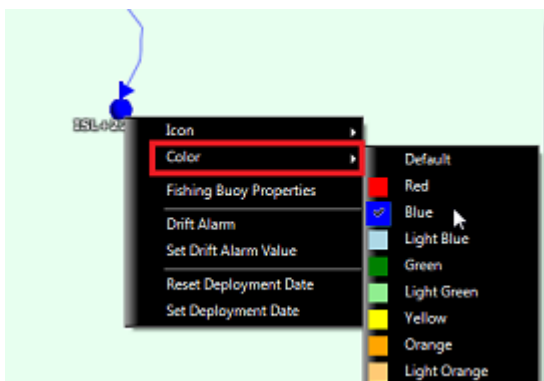 Icon
Color
Fishing Buoy Properties
Drift Alarm
Set Drift Alarm Value
Reset Deployment Date
Set Deployment Date
Default
Red
Blue
Light Blue
Green
Light Green
Yellow
Orange
Light Orange